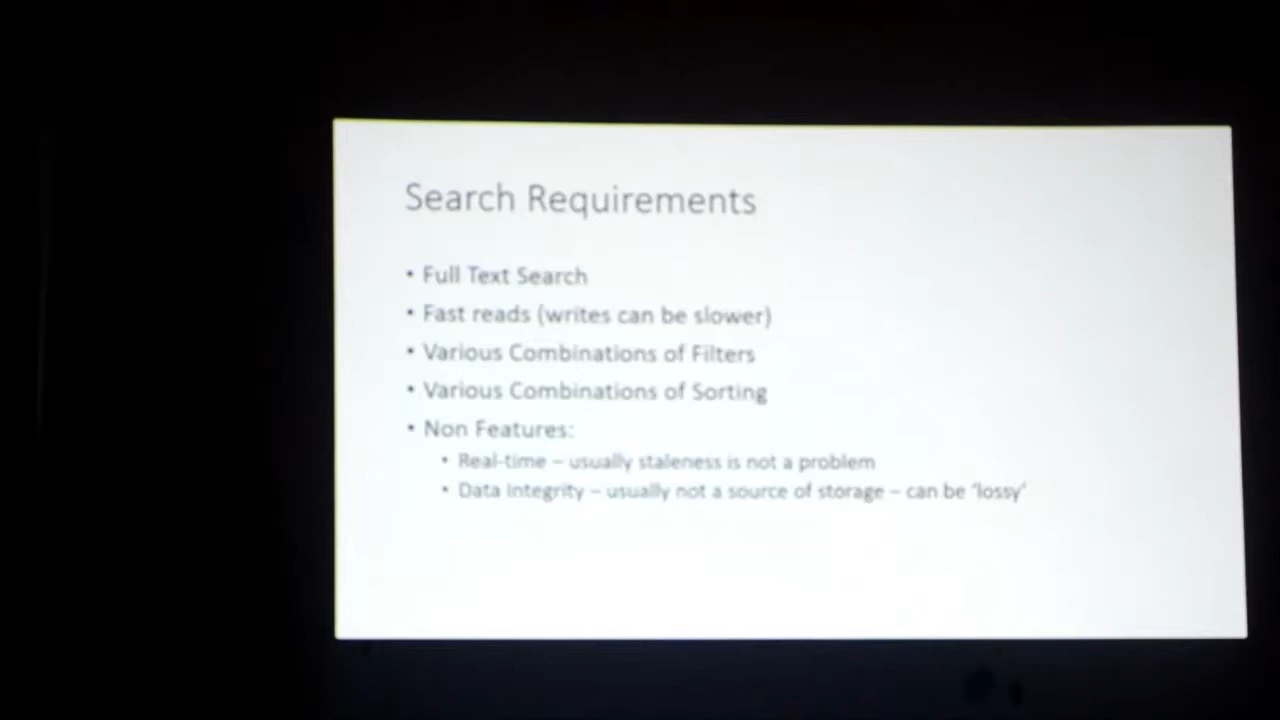 Search Requirements
• Full Text Search
• Fast reads (writes can be slower)
• Various Combinations of Filters
• Various Combinations of Sorting
• Non Features:
• Real-time – usually staleness is not a problem
• Data Integrity – usually not a source of storage – can be 'lossy'